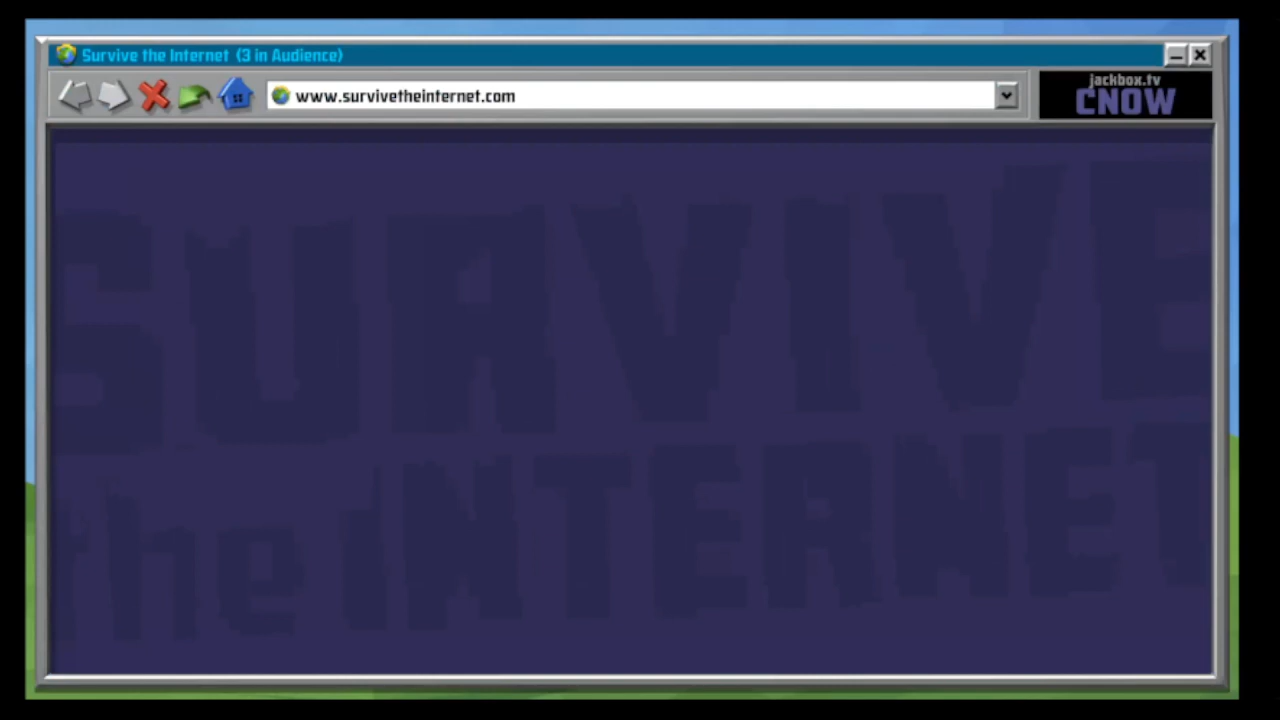 Survive the Internet (3 in Audience)
www.survivetheinternet.com
jackbox.tv
CNOW
SURVIVE
the INTERNET